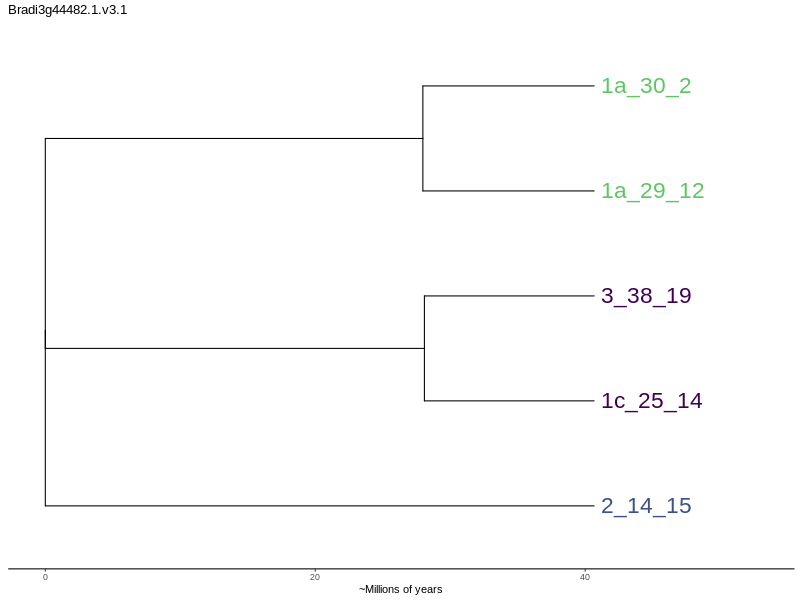 Bradi3g44482.1.v3.1
1a_30_2
1a_29_12
3_38_19
1c_25_14
2_14_15
0 20 40
~Millions of years